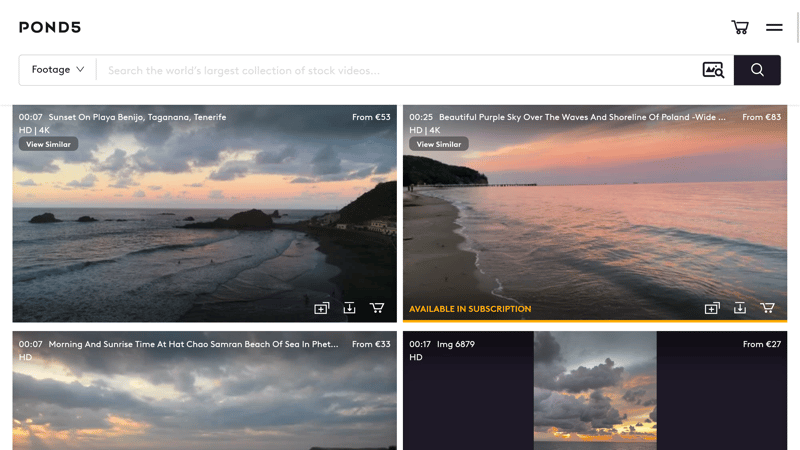 POND5
Footage
Search the world's largest collection of stock videos...
00:07 Sunset On Playa Benijo, Taganana, Tenerife
From €53
HD | 4K
View Similar
00:25 Beautiful Purple Sky Over The Waves And Shoreline Of Poland -Wide ...
From €83
HD | 4K
View Similar
AVAILABLE IN SUBSCRIPTION
00:07 Morning And Sunrise Time At Hat Chao Samran Beach Of Sea In Phet...
From €33
HD
00:17 Img 6879
From €27
HD